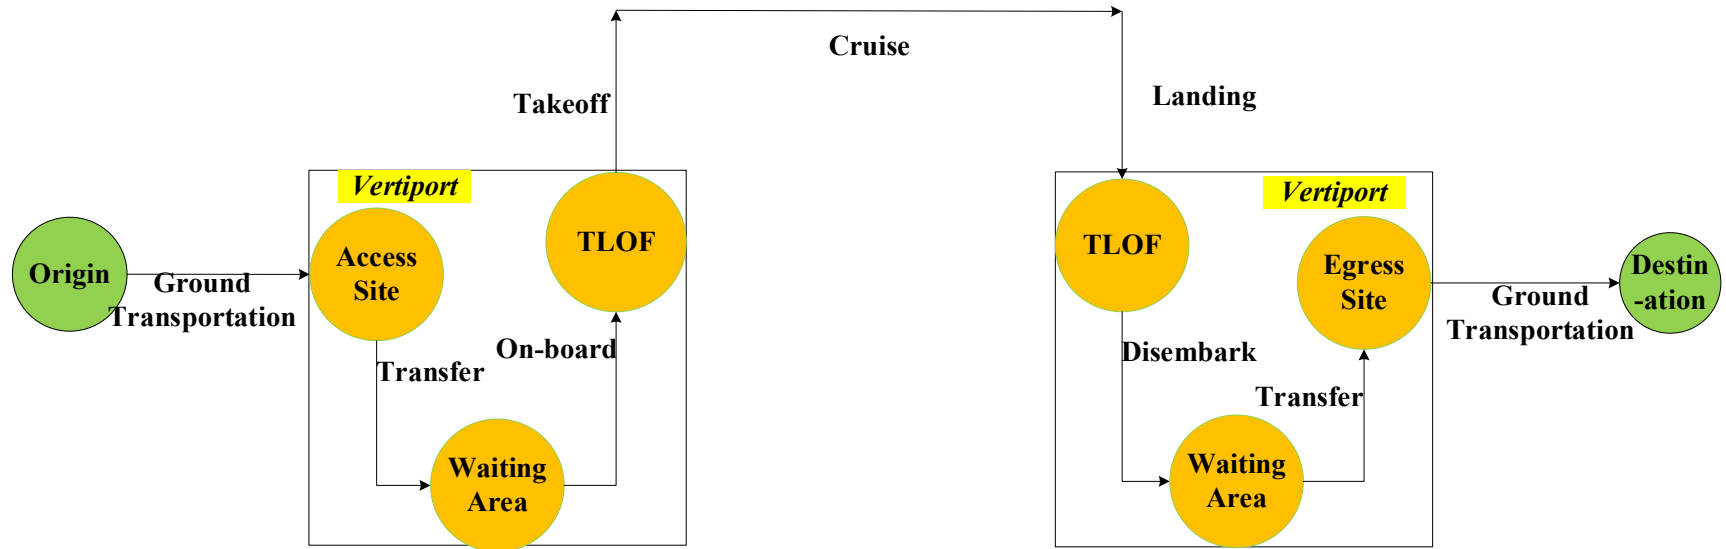 Cruise
Takeoff
Landing
Vertiport
Origin
Ground
Transportation
Access
Site
TLOF
Transfer
On-board
Waiting
Area
Vertiport
TLOF
Egress
Site
Disembark
Transfer
Waiting
Area
Ground
Transportation
Destin
-ation